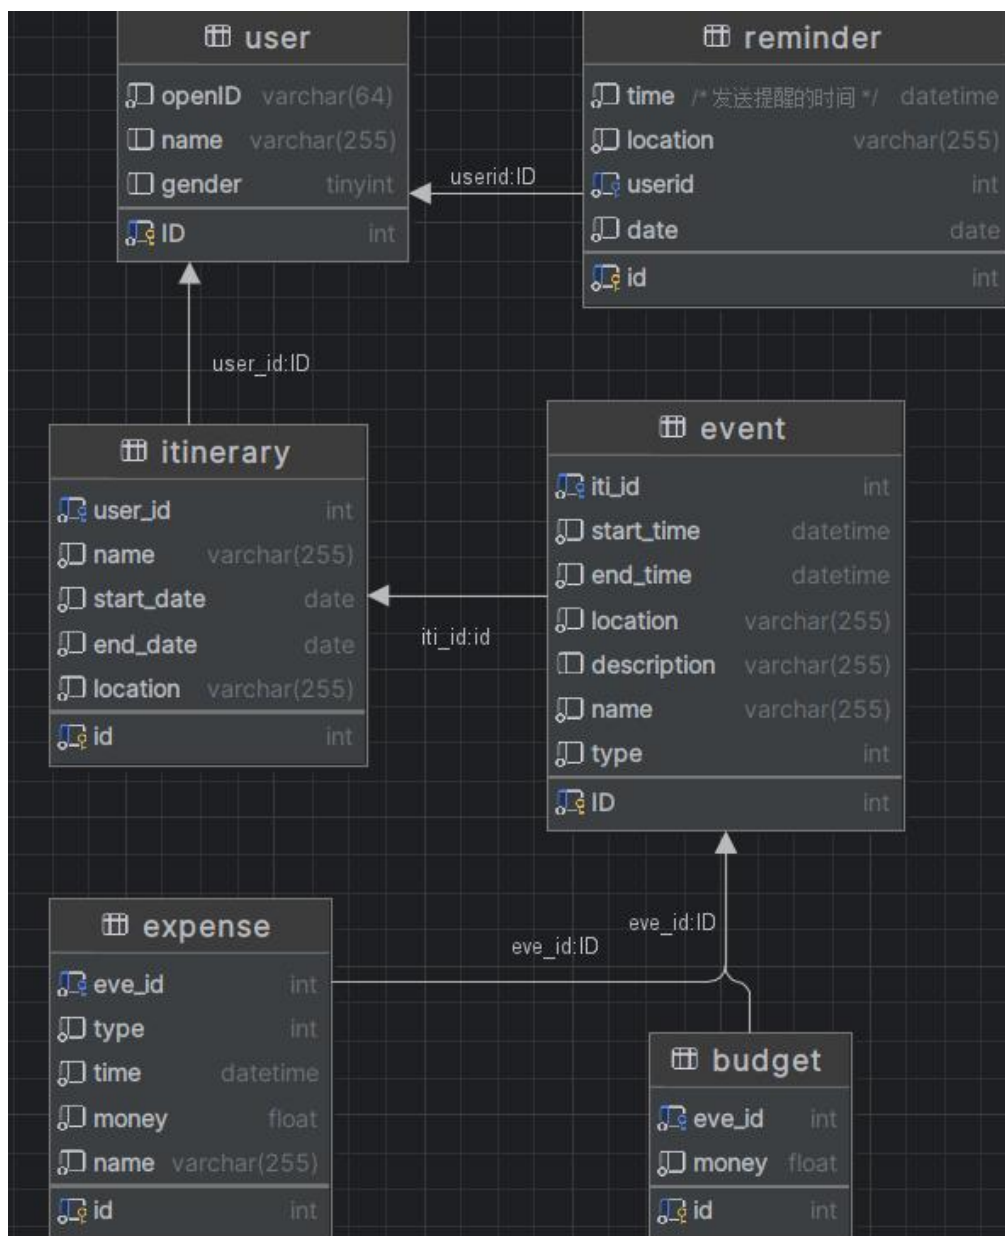 user
openID varchar(64)
name varchar(255)
gender tinyint
ID int
reminder
time /* 发送提醒的时间 */ datetime
location varchar(255)
userid int
date date
id int
userid:ID
user_id:ID
itinerary
user_id int
name varchar(255)
start_date date
end_date date
location varchar(255)
id int
event
iti_id int
start_time datetime
end_time datetime
location varchar(255)
description varchar(255)
name varchar(255)
type int
ID int
iti_id:id
expense
eve_id int
type int
time datetime
money float
name varchar(255)
id int
eve_id:ID
eve_id:ID
budget
eve_id int
money float
id int